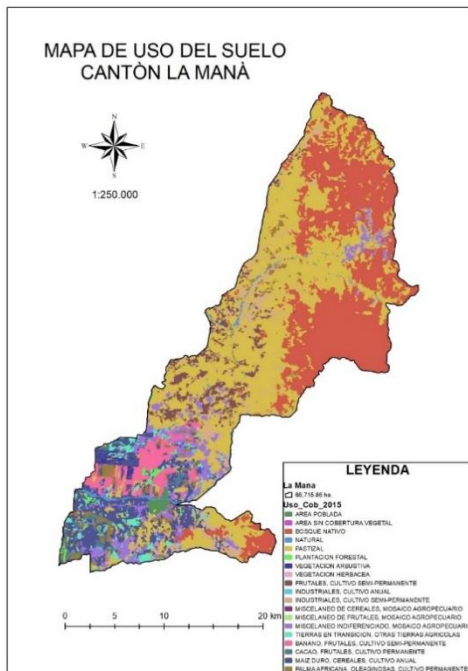 MAPA DE USO DEL SUELO
CANTÒN LA MANÀ
N
W
E
S
1:250.000
LEYENDA
La Mana
65,715.85 ha
Uso_Cob_2015
AREA POBLADA
AREA SIN COBERTURA VEGETAL
BOSQUE NATIVO
NATURAL
PASTIZAL
PLANTACION FORESTAL
VEGETACION ARBUSTIVA
VEGETACION HERBACEA
FRUTALES, CULTIVO SEMI-PERMANENTE
INDUSTRIALES, CULTIVO ANUAL
INDUSTRIALES, CULTIVO SEMI-PERMANENTE
MISCELANEO DE CEREALES, MOSAICO AGROPECUARIO
MISCELANEO DE FRUTALES, MOSAICO AGROPECUARIO
MISCELANEO INDIFERENCIADO, MOSAICO AGROPECUARIO
TIERRAS EN TRANSICION, OTRAS TIERRAS AGRICOLAS
BANANO, FRUTALES, CULTIVO SEMI-PERMANENTE
CACAO, FRUTALES, CULTIVO PERMANENTE
MAIZ DURO, CEREALES, CULTIVO ANUAL
PALMA AFRICANA, OLEAGINOSAS, CULTIVO PERMANENTE
0 5 10 20 km